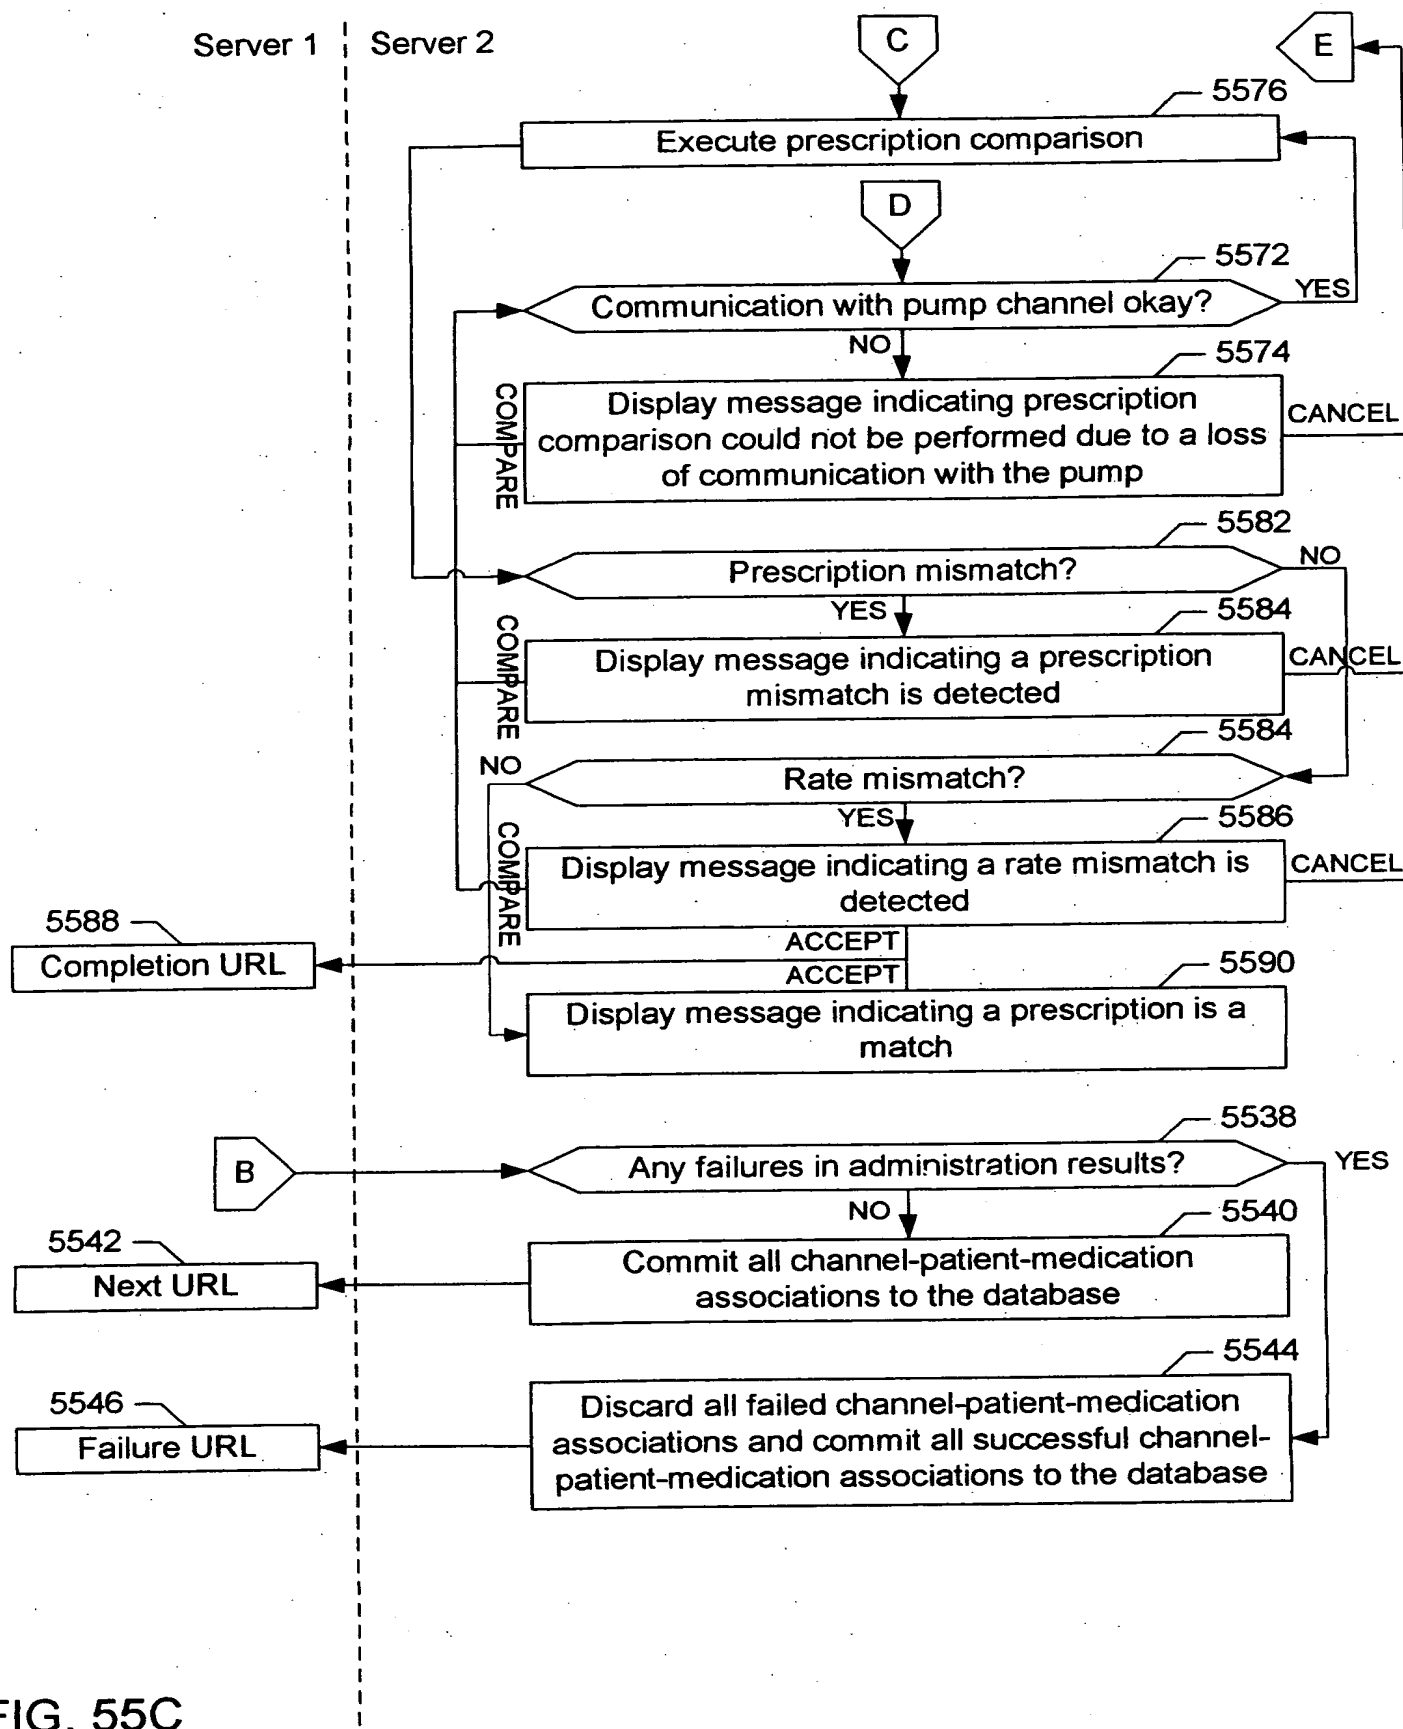 Server 1
Server 2
C
E
5576
Execute prescription comparison
D
5572
Communication with pump channel okay?
YES
NO
5574
Display message indicating prescription
comparison could not be performed due to a loss
of communication with the pump
COMPARE
CANCEL
5582
Prescription mismatch?
NO
YES
5584
Display message indicating a prescription
mismatch is detected
COMPARE
CANCEL
5584
NO
Rate mismatch?
YES
5586
Display message indicating a rate mismatch is
detected
COMPARE
CANCEL
5588
Completion URL
ACCEPT
ACCEPT
5590
Display message indicating a prescription is a
match
5538
B
Any failures in administration results?
YES
NO
5540
5542
Commit all channel-patient-medication
associations to the database
Next URL
5544
5546
Discard all failed channel-patient-medication
associations and commit all successful channel-
patient-medication associations to the database
Failure URL
FIG. 55C